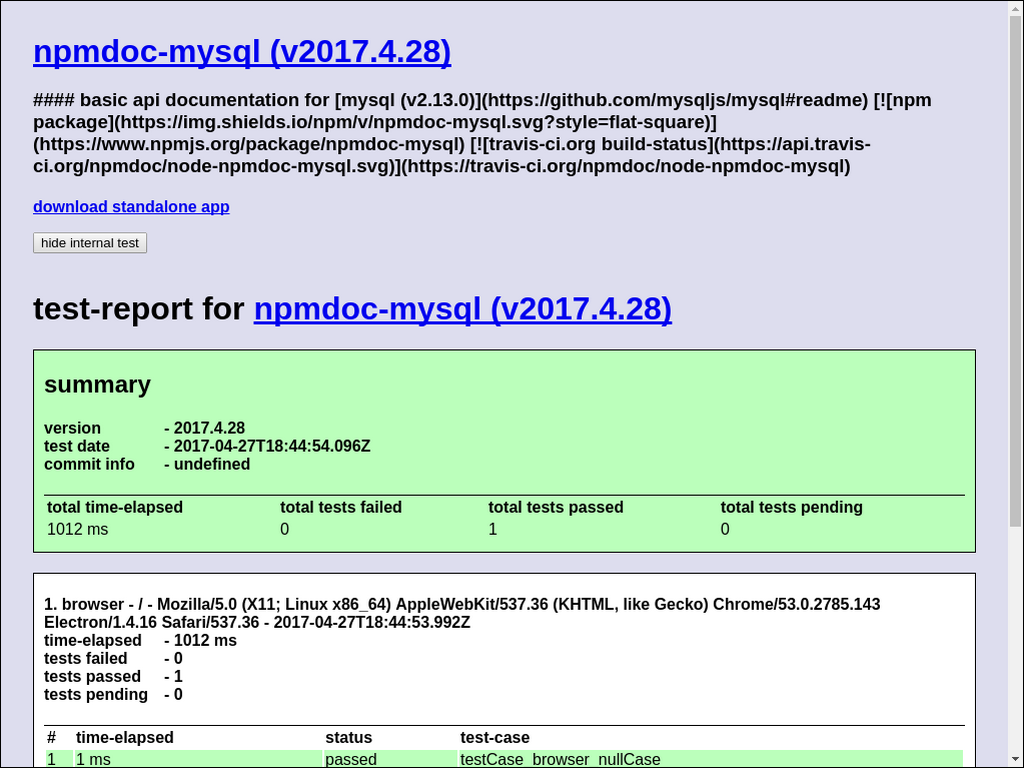 npmdoc-mysql (v2017.4.28)
#### basic api documentation for [mysql (v2.13.0)](https://github.com/mysqljs/mysql#readme) [![npm
package](https://img.shields.io/npm/v/npmdoc-mysql.svg?style=flat-square)]
(https://www.npmjs.org/package/npmdoc-mysql) [![travis-ci.org build-status](https://api.travis-
ci.org/npmdoc/node-npmdoc-mysql.svg)](https://travis-ci.org/npmdoc/node-npmdoc-mysql)
download standalone app
hide internal test
test-report for npmdoc-mysql (v2017.4.28)
summary
version - 2017.4.28
test date - 2017-04-27T18:44:54.096Z
commit info - undefined
total time-elapsed total tests failed total tests passed total tests pending
1012 ms 0 1 0
1. browser - / - Mozilla/5.0 (X11; Linux x86_64) AppleWebKit/537.36 (KHTML, like Gecko) Chrome/53.0.2785.143
Electron/1.4.16 Safari/537.36 - 2017-04-27T18:44:53.992Z
time-elapsed - 1012 ms
tests failed - 0
tests passed - 1
tests pending - 0
# time-elapsed status test-case
1 1 ms passed testCase_browser_nullCase